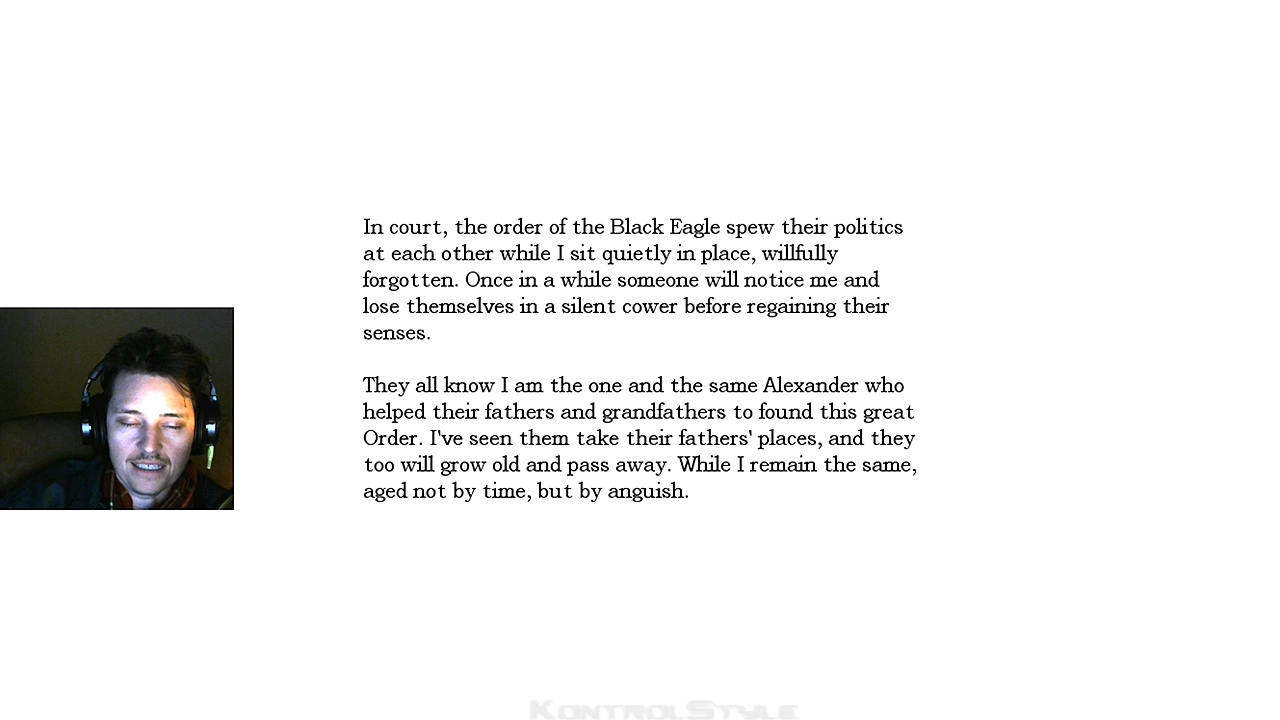 In court, the order of the Black Eagle spew their politics
at each other while I sit quietly in place, willfully
forgotten. Once in a while someone will notice me and
lose themselves in a silent cower before regaining their
senses.
They all know I am the one and the same Alexander who
helped their fathers and grandfathers to found this great
Order. I've seen them take their fathers' places, and they
too will grow old and pass away. While I remain the same,
aged not by time, but by anguish.
KontrolStyle